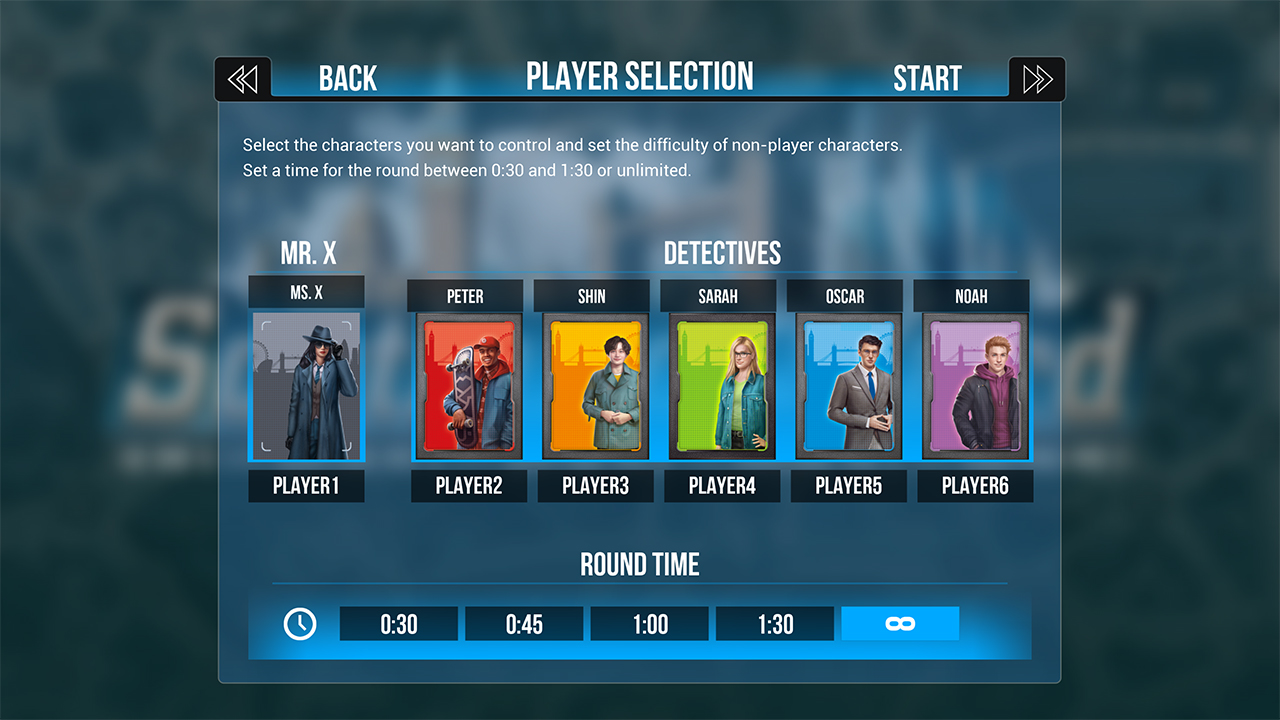 BACK
PLAYER SELECTION
START
Select the characters you want to control and set the difficulty of non-player characters.
Set a time for the round between 0:30 and 1:30 or unlimited.
MR. X
DETECTIVES
MS. X
PETER
SHIN
SARAH
OSCAR
NOAH
PLAYER1
PLAYER2
PLAYER3
PLAYER4
PLAYER5
PLAYER6
ROUND TIME
0:30
0:45
1:00
1:30
∞